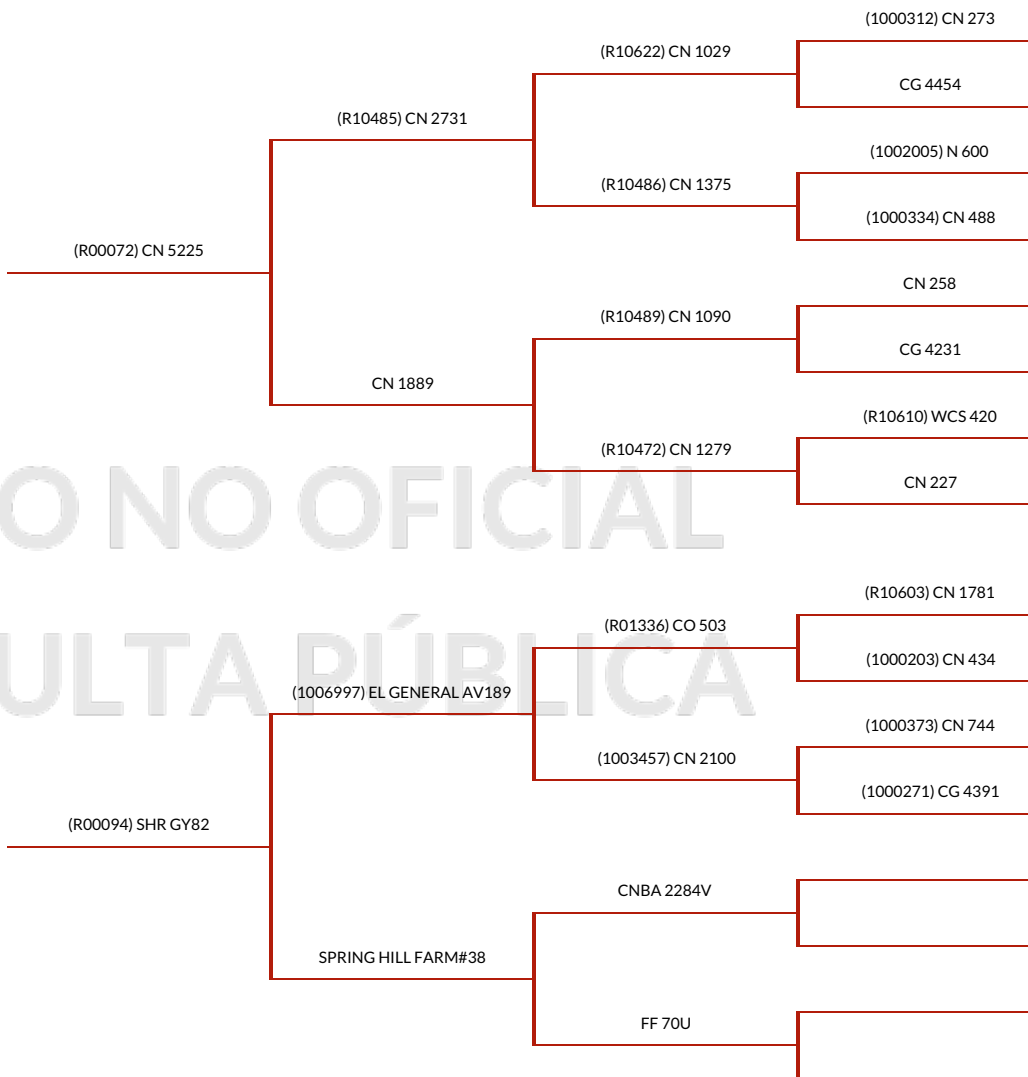 (1000312) CN 273
(R10622) CN 1029
CG 4454
(R10485) CN 2731
(1002005) N 600
(R10486) CN 1375
(1000334) CN 488
(R00072) CN 5225
CN 258
(R10489) CN 1090
CG 4231
CN 1889
(R10610) WCS 420
(R10472) CN 1279
CN 227
O NO OFICIAL
(R10603) CN 1781
(R01336) CO 503
(1000203) CN 434
ULTA PÚBLICA
(1006997) EL GENERAL AV189
(1000373) CN 744
(1003457) CN 2100
(1000271) CG 4391
(R00094) SHR GY82
CNBA 2284V
SPRING HILL FARM#38
FF 70U